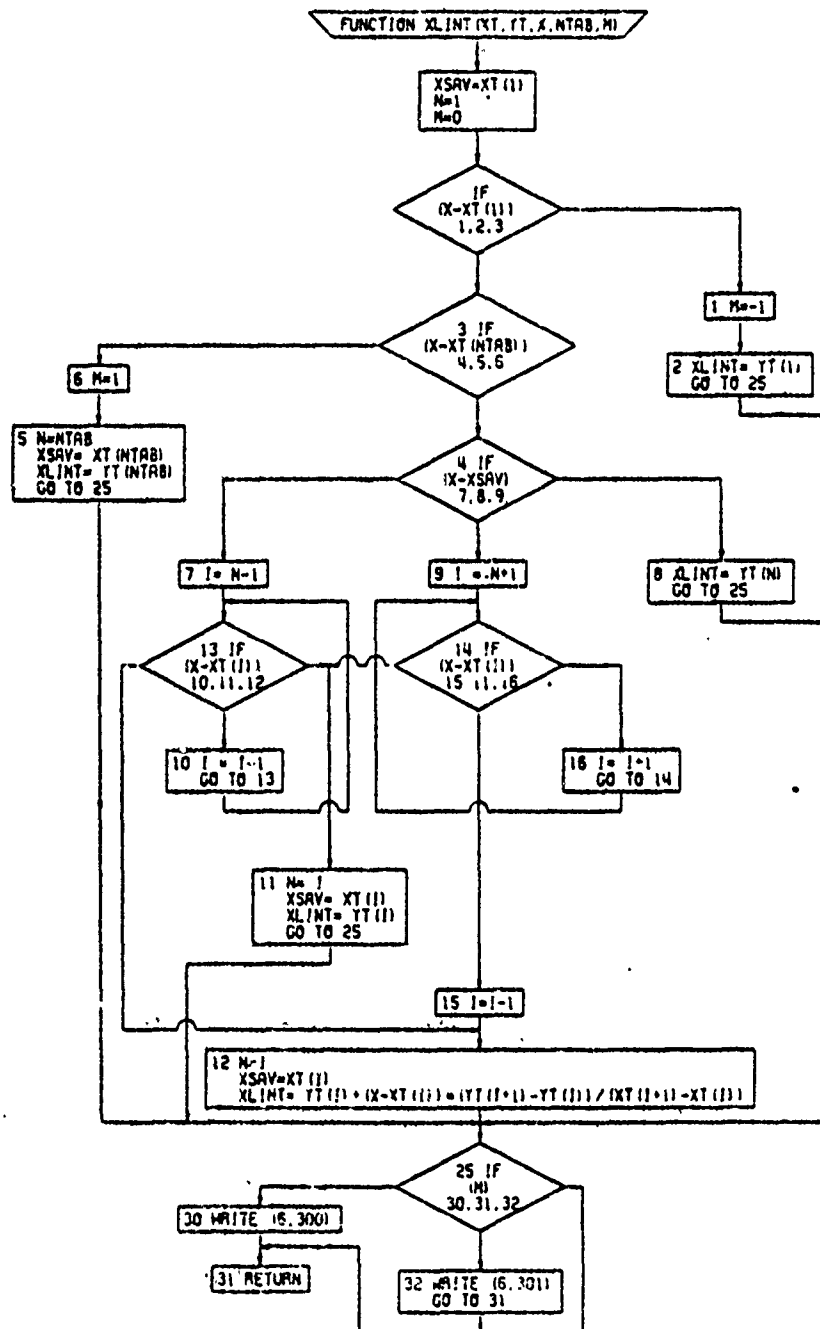 FUNCTION XLINT(XT,YT,X,NTAB,M)
XSAV=XT(1)
N=1
M=0
IF
(X-XT(1))
1,2,3
1 M=-1
3 IF
(X-XT(NTAB))
4,5,6
2 XLINT= YT(1)
GO TO 25
6 M=1
5 N=NTAB
XSAV= XT(NTAB)
XLINT= YT(NTAB)
GO TO 25
4 IF
(X-XSAV)
7,8,9
7 I= N-1
9 I =.N+1
8 XLINT= YT(N)
GO TO 25
13 IF
(X-XT(I))
10,11,12
14 IF
(X-XT(I))
15 11,16
10 I = I-1
GO TO 13
16 I= I+1
GO TO 14
11 N= I
XSAV= XT(I)
XLINT= YT(I)
GO TO 25
15 I=I-1
12 N=I
XSAV=XT(I)
XLINT= YT(I)+(X-XT(I))*(YT(I+1)-YT(I))/(XT(I+1)-XT(I))
25 IF
(M)
30,31,32
30 WRITE (6,300)
31 RETURN
32 WRITE (6,301)
GO TO 31